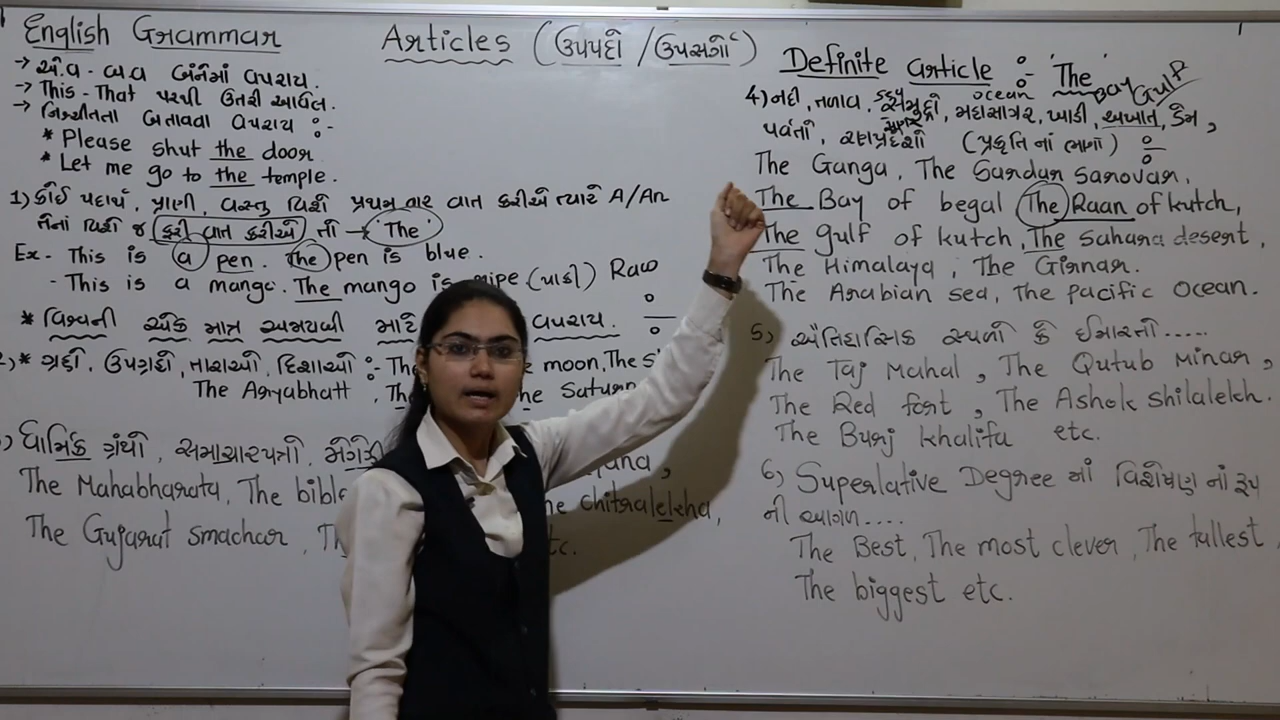 English Grammar
Articles (ઉપપદો / ઉપસર્ગો)
→ એ.વ - બ.વ બંનેમાં વપરાય.
→ This - That પરથી ઉતરી આવેલ.
→ નિશ્ચીતતા બતાવવા વપરાય :-
* Please shut the door
* Let me go to the temple.
1) કોઈ પદાર્થ, પ્રાણી, વસ્તુ વિશે પ્રથમ વાર વાત કરીએ ત્યારે A/An
તેનાં વિશે જ ફરી વાત કરીએ તો → 'The'
Ex - This is a pen. The pen is blue.
- This is a mango. The mango is ripe (પાકી) Raw
* વિશ્વની એક માત્ર અજાયબી માટે વપરાય. :-
* ગ્રહો, ઉપગ્રહો, તારાઓ, દિશાઓ :- The moon, The
The Agryabhatt, The Saturn
ધાર્મિક ગ્રંથો, સમાચારપત્રો,
The Mahabharata, The bible
The chitralekha,
The Gujarat smachar, etc.
Definite article :- 'The'
Bay Gulf
ocean
4) નદી, તળાવ, સમુદ્રો, મહાસાગર, ખાડી, અખાત, ડેમ,
પર્વતો, રણપ્રદેશો (પ્રકૃતિ નાં ભાગો) :-
The Ganga, The Sardar sarovar,
The Bay of begal The Raan of kutch,
The gulf of kutch, The Sahara desert,
The Himalaya, The Girnar.
The Arabian sea, The pacific Ocean.
5) ઐતિહાસિક સ્થળો કે ઈમારતો.....
The Taj Mahal, The Qutub Minar,
The Red fort, The Ashok shilalekh.
The Burj khalifa etc.
6) Superlative Degree માં વિશેષણ નાં રૂપ
ની આગળ....
The Best, The most clever, The tallest
The biggest etc.